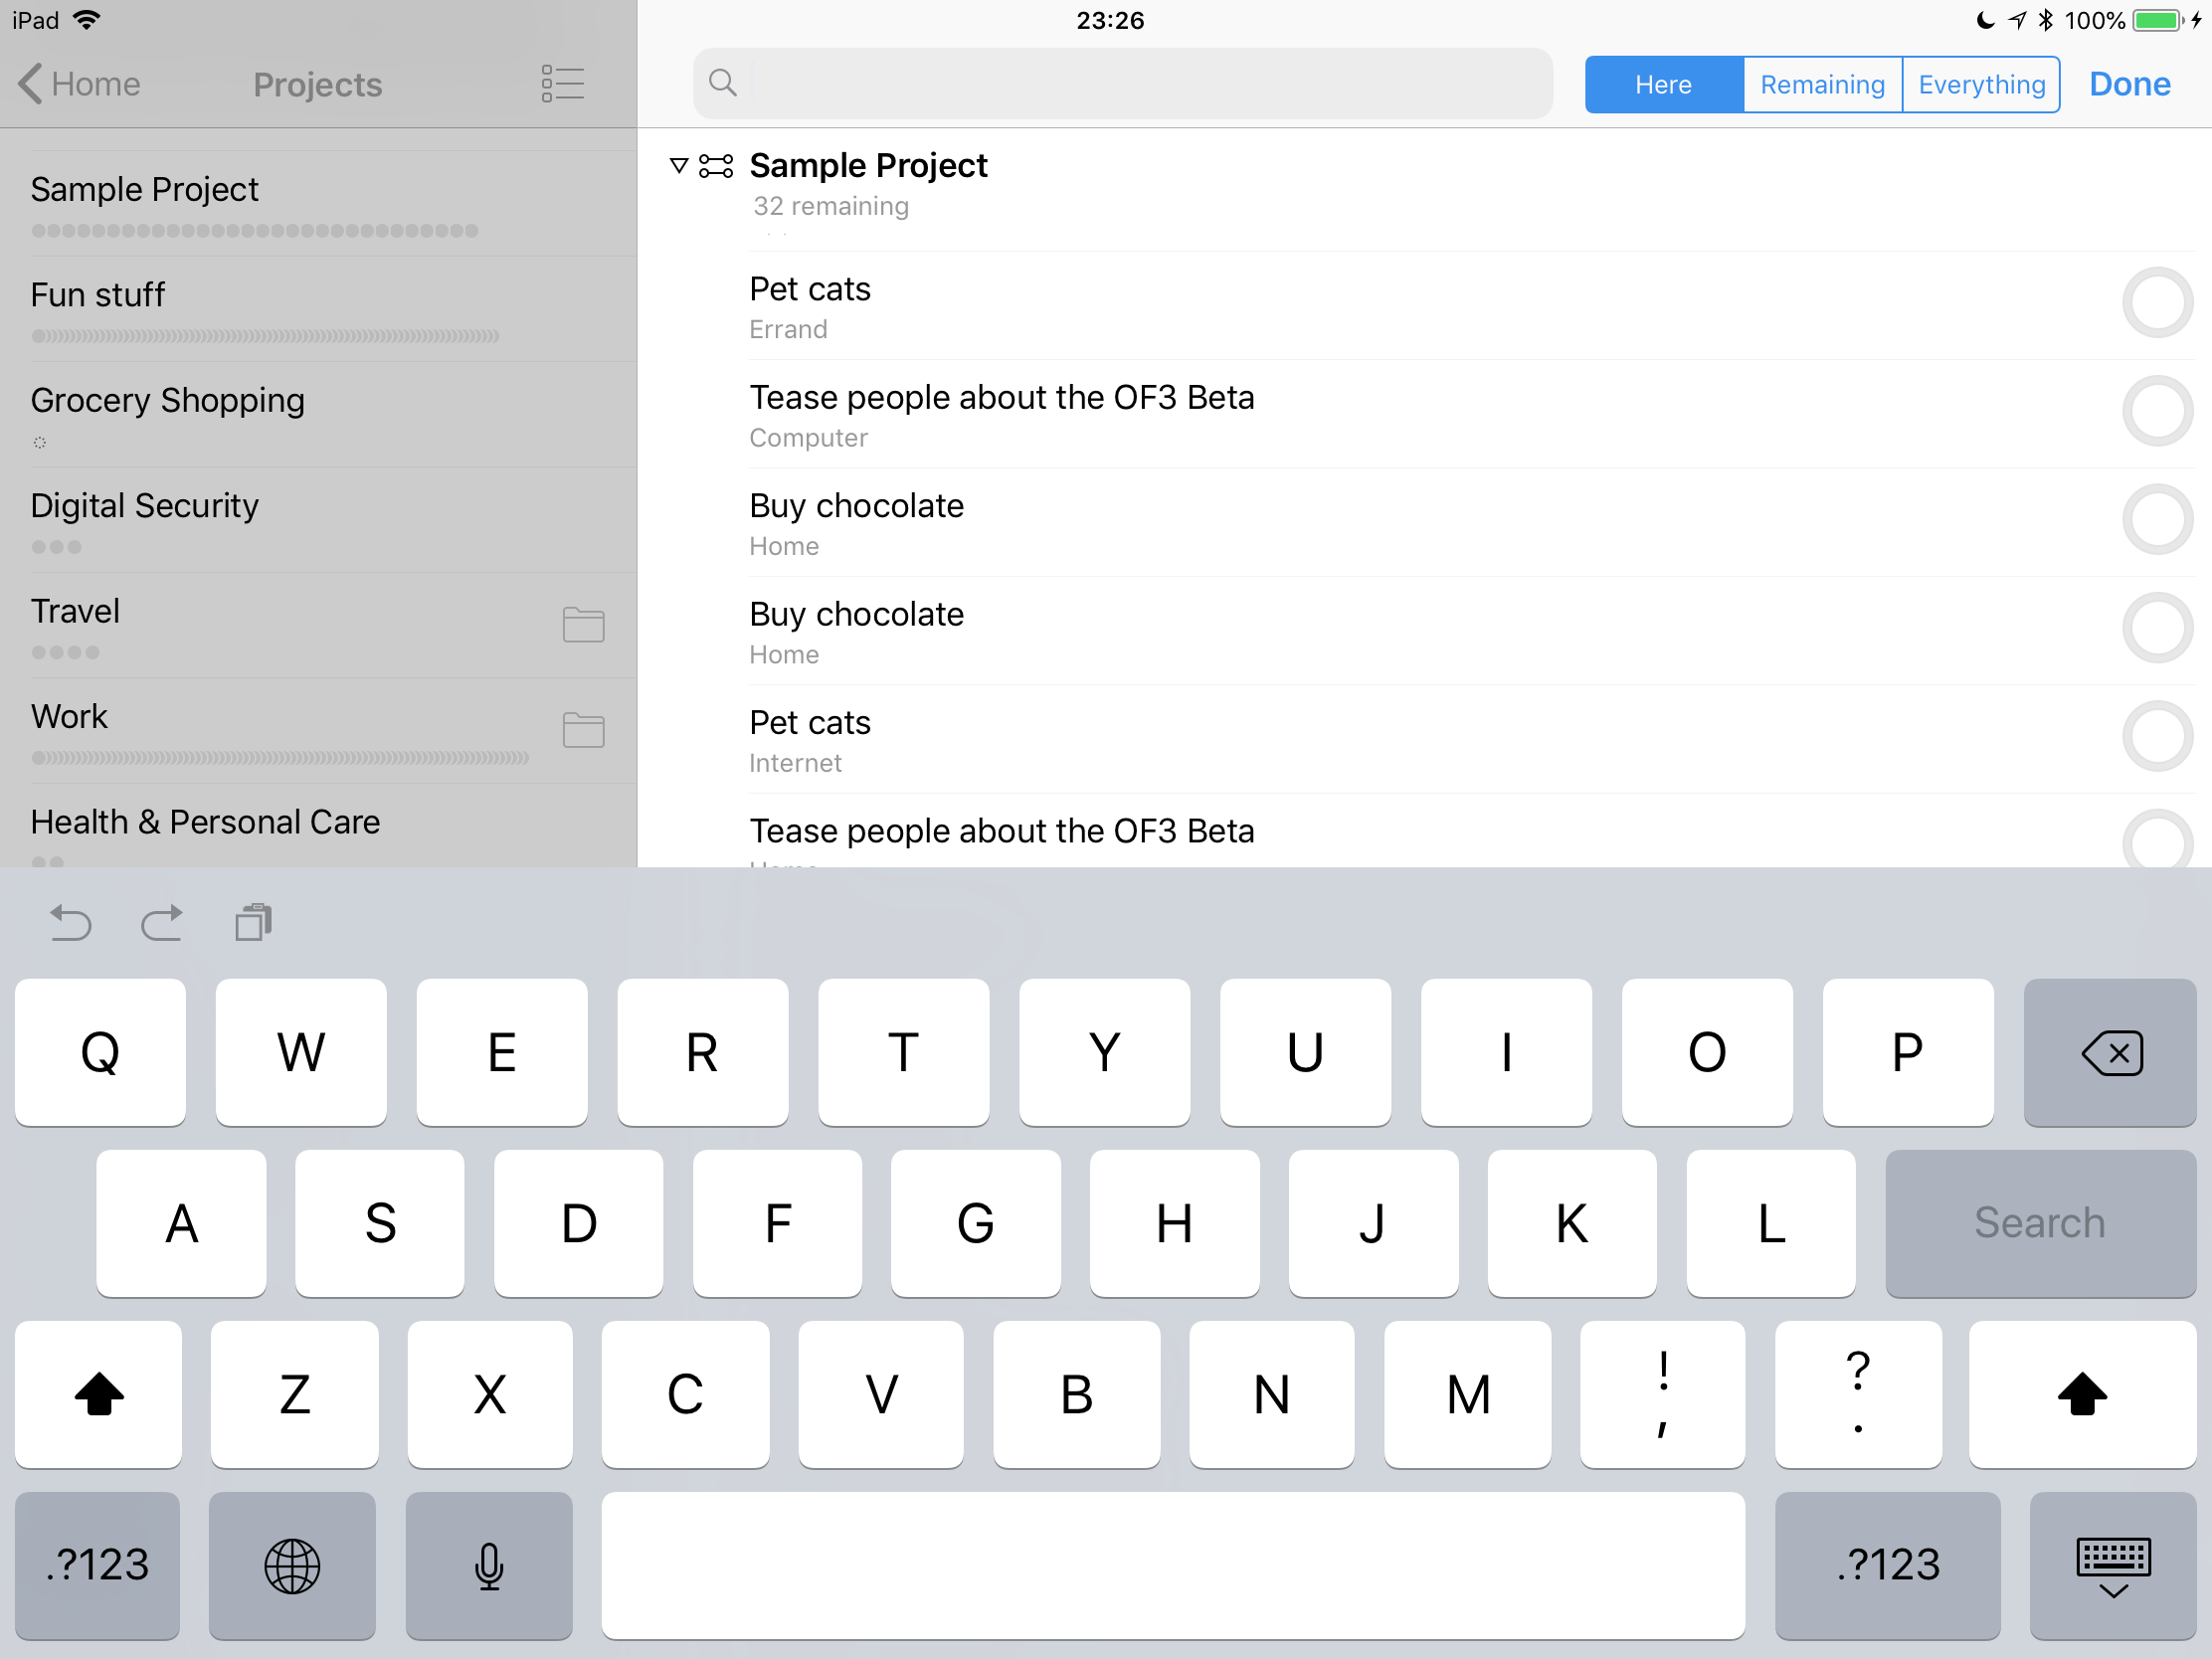 iPad
23:26
100%
Home
Projects
Here
Remaining
Everything
Done
Sample Project
Fun stuff
Grocery Shopping
Digital Security
Travel
Work
Health & Personal Care
Sample Project
32 remaining
Pet cats
Errand
Tease people about the OF3 Beta
Computer
Buy chocolate
Home
Buy chocolate
Home
Pet cats
Internet
Tease people about the OF3 Beta
Q W E R T Y U I O P
A S D F G H J K L Search
Z X C V B N M ! , ? .
.?123 .?123